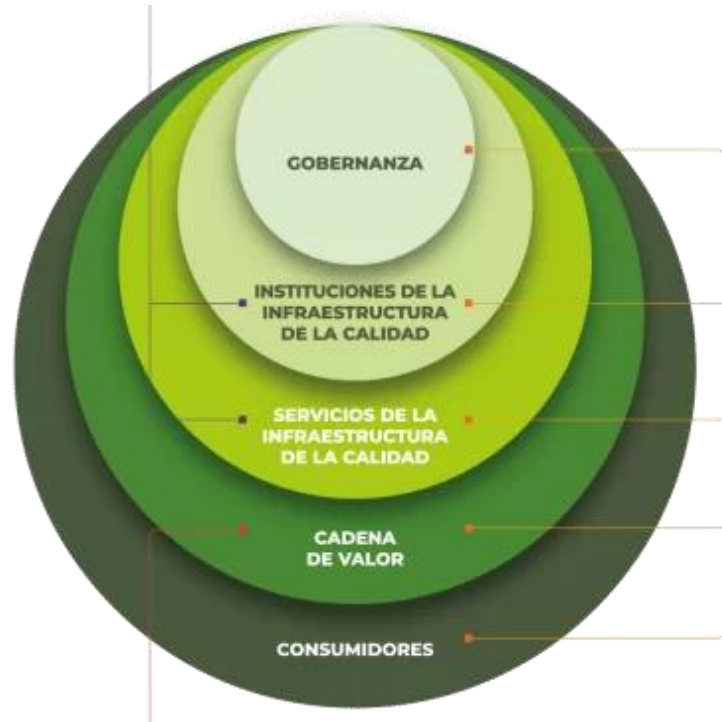 GOBERNANZA
INSTITUCIONES DE LA
INFRAESTRUCTURA
DE LA CALIDAD
SERVICIOS DE LA
INFRAESTRUCTURA
DE LA CALIDAD
CADENA
DE VALOR
CONSUMIDORES